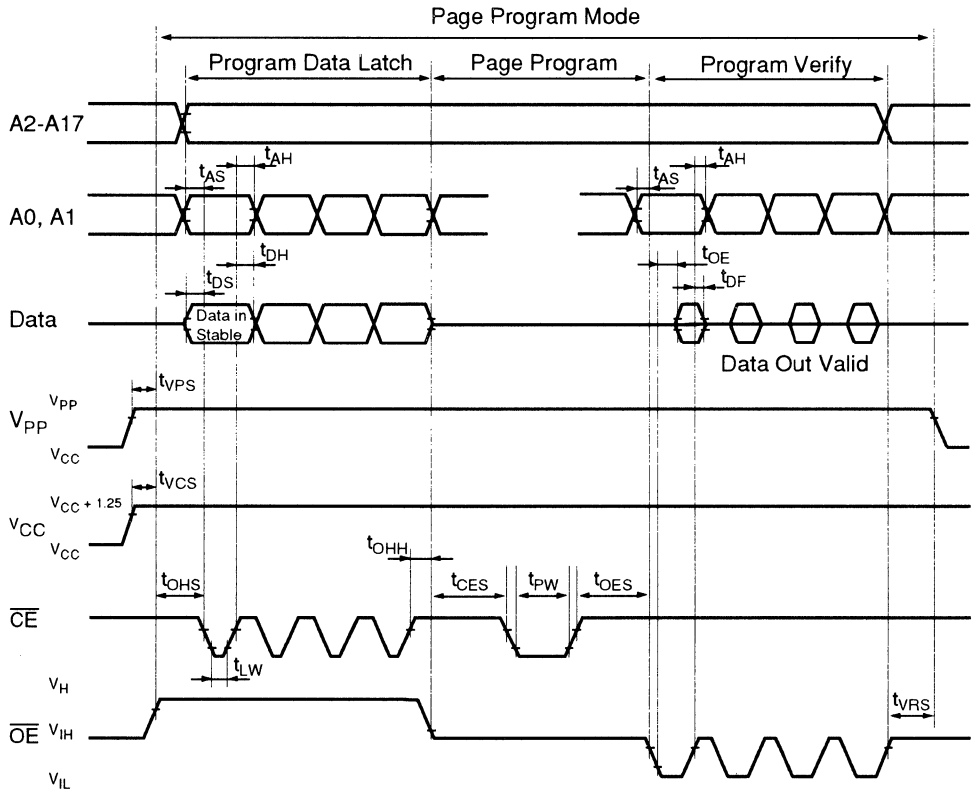 Page Program Mode
Program Data Latch Page Program Program Verify
A2-A17
tAH tAH
tAS tAS
A0, A1
tDH tOE
tDS tDF
Data
Data in
Stable
Data Out Valid
tVPS
VPP
VPP
VCC
tVCS
VCC + 1.25
VCC
VCC
tOHH
tOHS tCES tPW tOES
CE
tLW
VH
tVRS
OE VIH
VIL